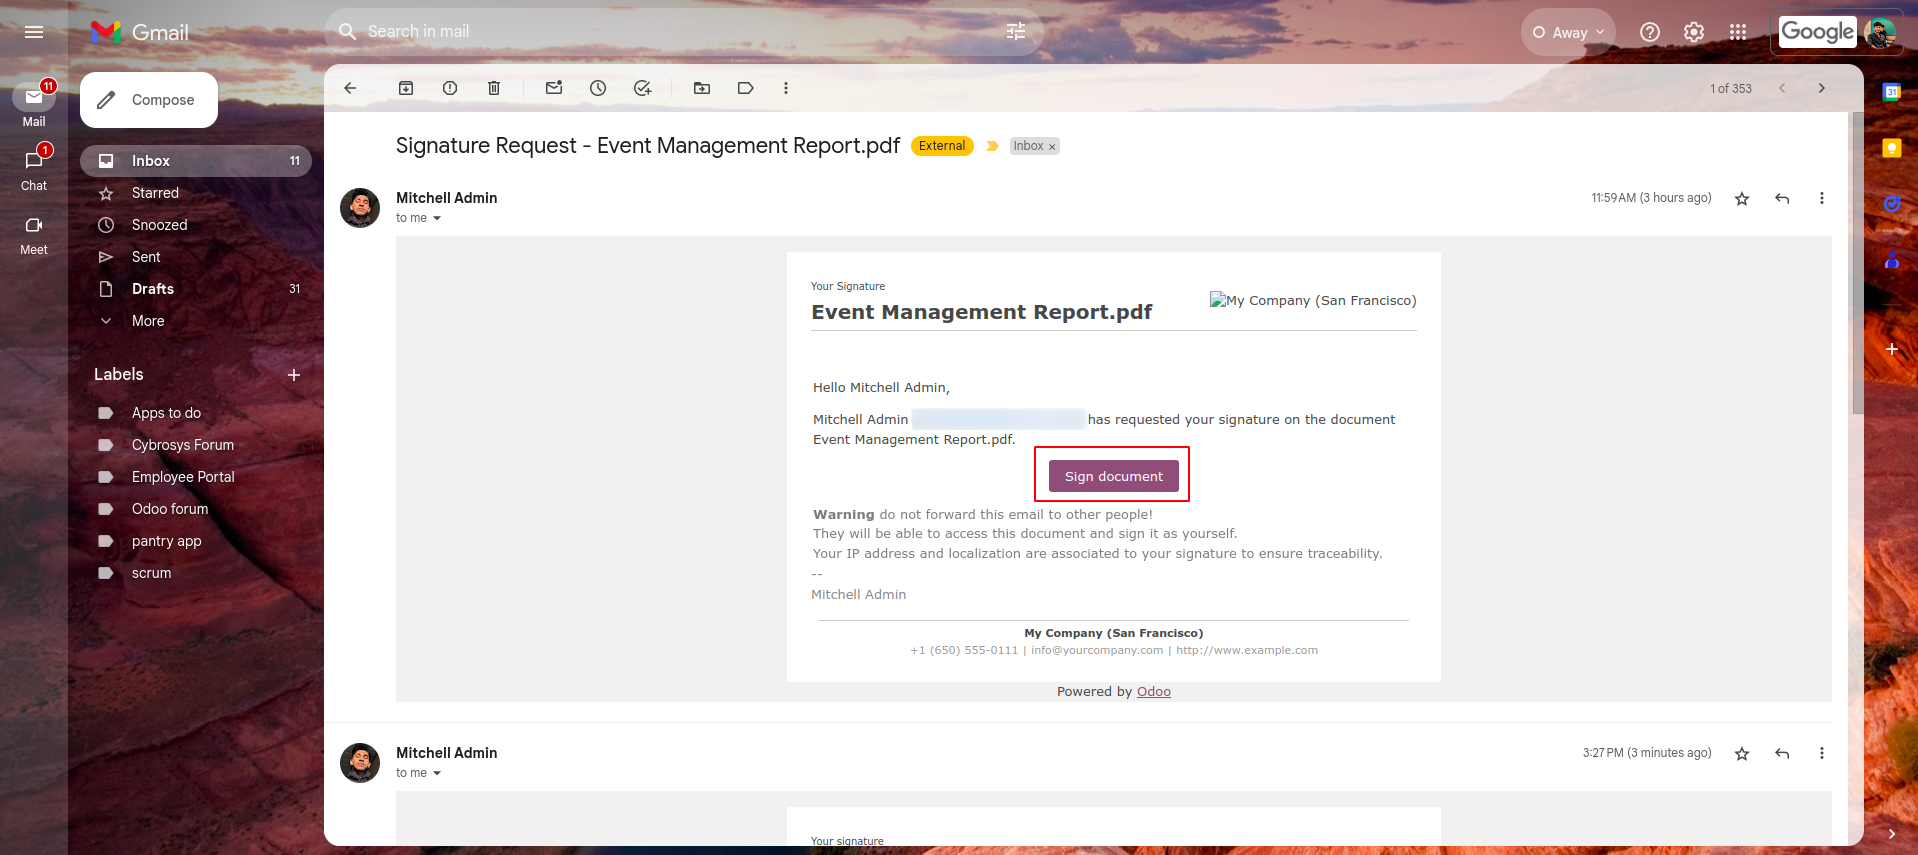 Gmail
Search in mail
Away
Google
11
Mail
1
Chat
Meet
Compose
Inbox 11
Starred
Snoozed
Sent
Drafts 31
More
Labels
Apps to do
Cybrosys Forum
Employee Portal
Odoo forum
pantry app
scrum
1 of 353
31
Signature Request - Event Management Report.pdf External Inbox ×
Mitchell Admin
11:59 AM (3 hours ago)
to me
Your Signature
Event Management Report.pdf
My Company (San Francisco)
Hello Mitchell Admin,
Mitchell Admin has requested your signature on the document
Event Management Report.pdf.
Sign document
Warning do not forward this email to other people!
They will be able to access this document and sign it as yourself.
Your IP address and localization are associated to your signature to ensure traceability.
--
Mitchell Admin
My Company (San Francisco)
+1 (650) 555-0111 | info@yourcompany.com | http://www.example.com
Powered by Odoo
Mitchell Admin
3:27 PM (3 minutes ago)
to me
Your signature